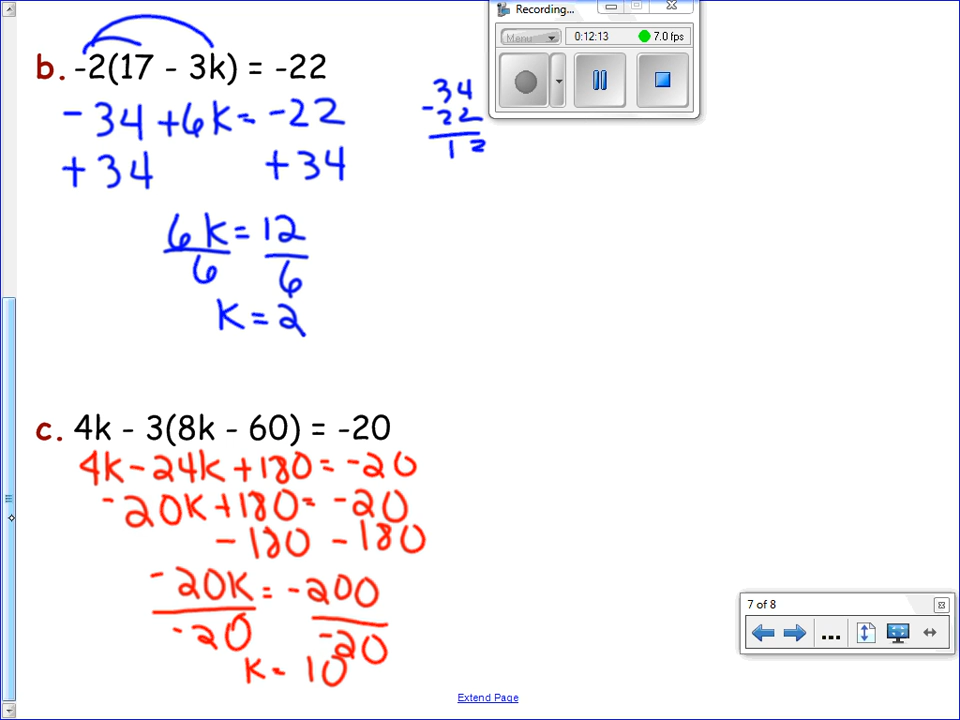 Recording...
Menu
0:12:13
7.0 fps
b. -2(17 - 3k) = -22
-34 +6k = -22
+34 +34
6k = 12
6 6
k = 2
34
-22
12
c. 4k - 3(8k - 60) = -20
4k - 24k + 180 = -20
-20k + 180 = -20
-180 -180
-20k = -200
-20 -20
k = 10
7 of 8
...
Extend Page